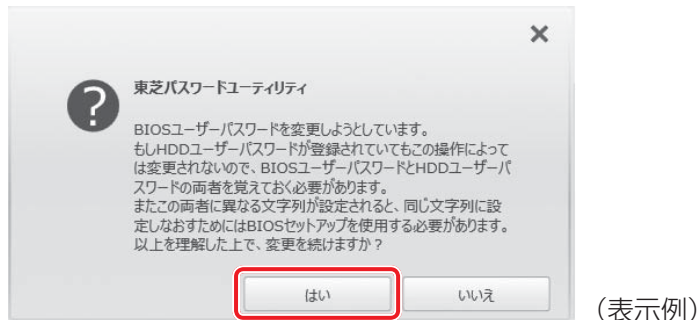 東芝パスワードユーティリティ
BIOSユーザーパスワードを変更しようとしています。
もしHDDユーザーパスワードが登録されていてもこの操作によって
は変更されないので、BIOSユーザーパスワードとHDDユーザーパ
スワードの両者を覚えておく必要があります。
またこの両者に異なる文字列が設定されると、同じ文字列に設
定しなおすためにはBIOSセットアップを使用する必要があります。
以上を理解した上で、変更を続けますか？
はい
いいえ
（表示例）